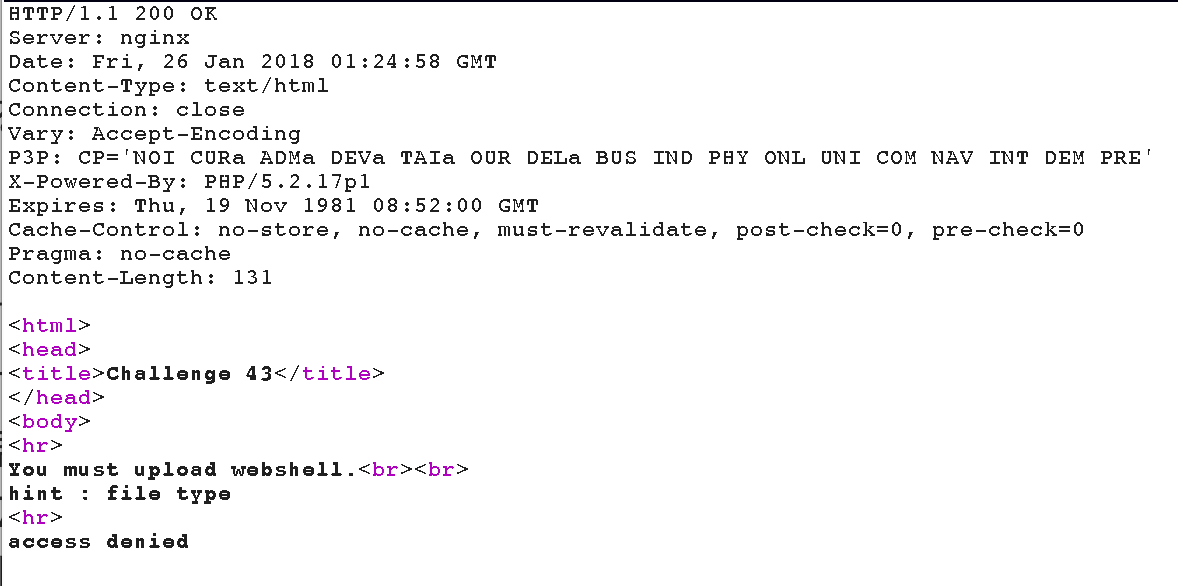 HTTP/1.1 200 OK
Server: nginx
Date: Fri, 26 Jan 2018 01:24:58 GMT
Content-Type: text/html
Connection: close
Vary: Accept-Encoding
P3P: CP='NOI CURa ADMa DEVa TAIa OUR DELa BUS IND PHY ONL UNI COM NAV INT DEM PRE'
X-Powered-By: PHP/5.2.17p1
Expires: Thu, 19 Nov 1981 08:52:00 GMT
Cache-Control: no-store, no-cache, must-revalidate, post-check=0, pre-check=0
Pragma: no-cache
Content-Length: 131
<html>
<head>
<title>Challenge 43</title>
</head>
<body>
<hr>
You must upload webshell.<br><br>
hint : file type
<hr>
access denied